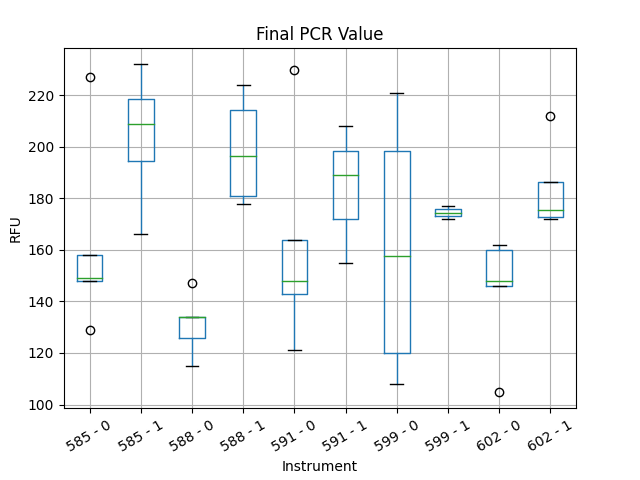 Final PCR Value
RFU
220
200
180
160
140
120
100
585 - 0
585 - 1
588 - 0
588 - 1
591 - 0
591 - 1
599 - 0
599 - 1
602 - 0
602 - 1
Instrument